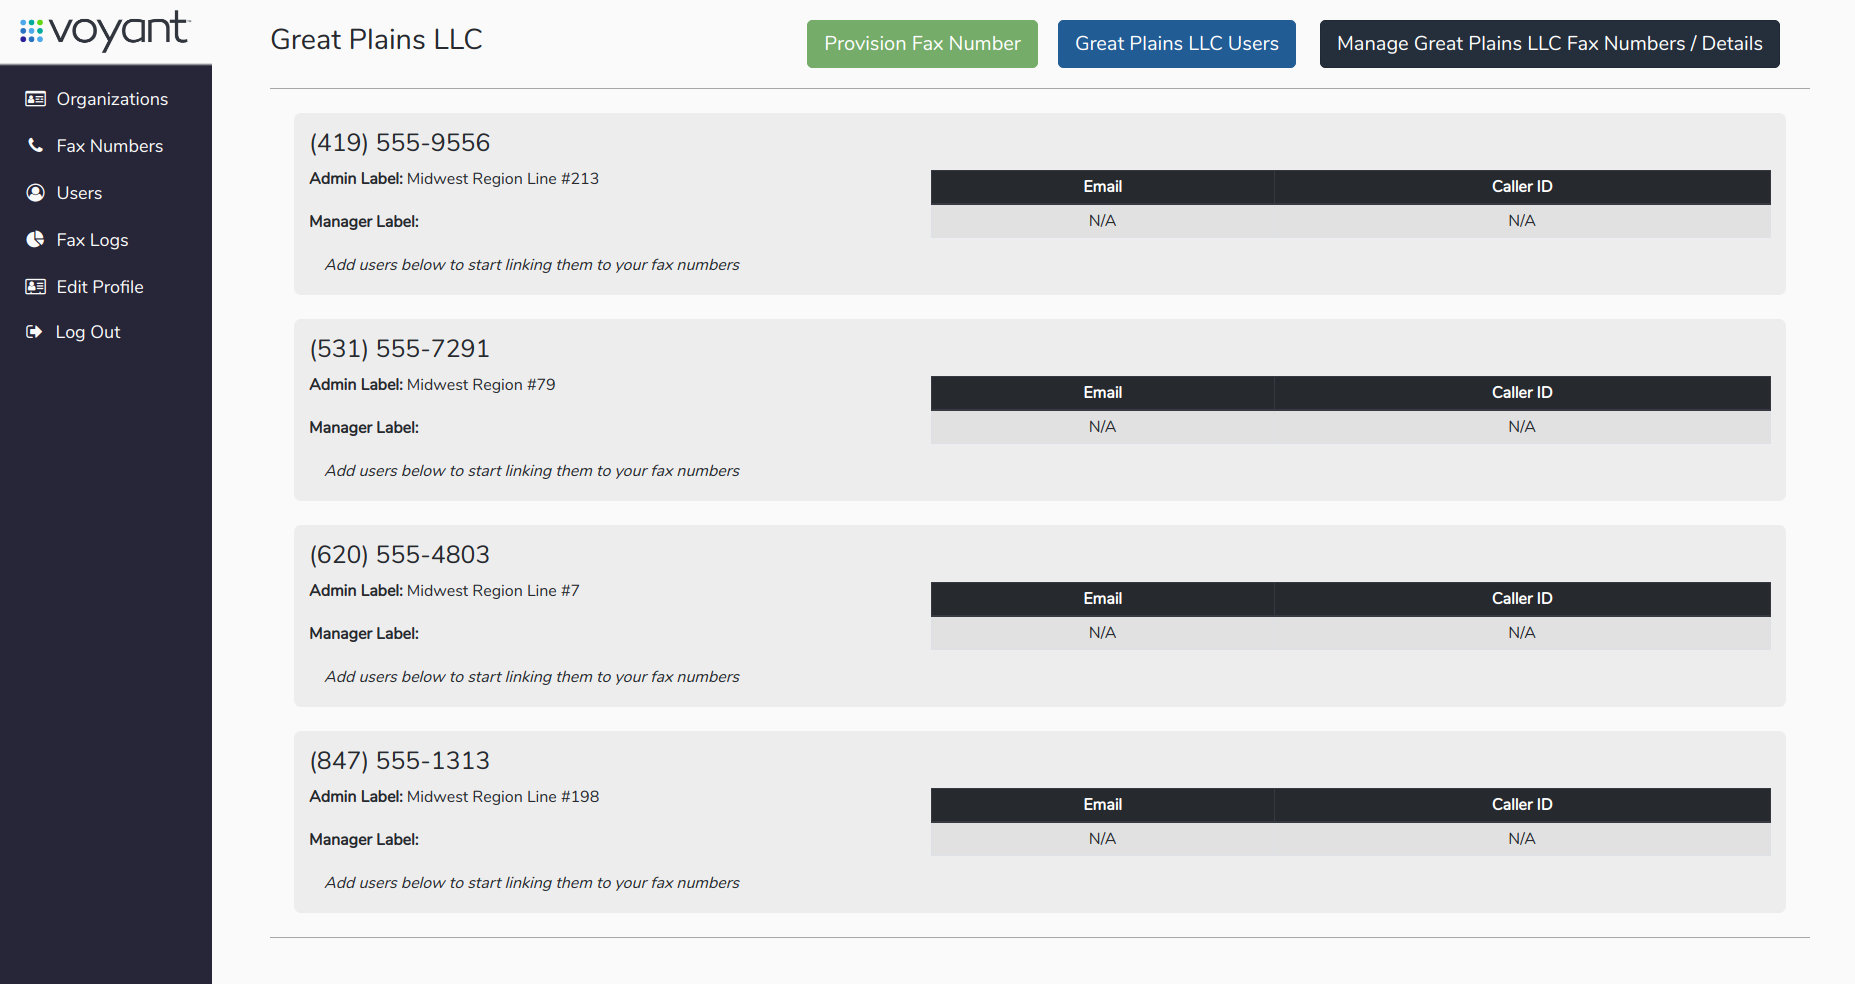 voyant
Organizations
Fax Numbers
Users
Fax Logs
Edit Profile
Log Out
Great Plains LLC
Provision Fax Number
Great Plains LLC Users
Manage Great Plains LLC Fax Numbers / Details
(419) 555-9556
Admin Label: Midwest Region Line #213
Manager Label:
Add users below to start linking them to your fax numbers
Email Caller ID
N/A N/A
(531) 555-7291
Admin Label: Midwest Region #79
Manager Label:
Add users below to start linking them to your fax numbers
Email Caller ID
N/A N/A
(620) 555-4803
Admin Label: Midwest Region Line #7
Manager Label:
Add users below to start linking them to your fax numbers
Email Caller ID
N/A N/A
(847) 555-1313
Admin Label: Midwest Region Line #198
Manager Label:
Add users below to start linking them to your fax numbers
Email Caller ID
N/A N/A